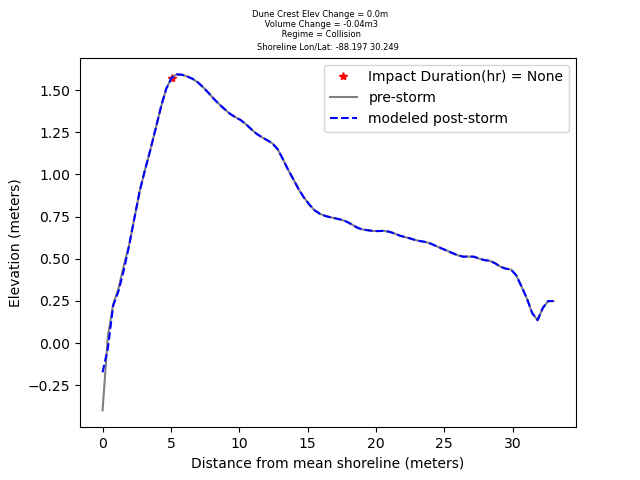 Dune Crest Elev Change = 0.0m
Volume Change = -0.04m3
Regime = Collision
Shoreline Lon/Lat: -88.197 30.249
Impact Duration(hr) = None
pre-storm
modeled post-storm
1.50
1.25
1.00
0.75
0.50
0.25
0.00
−0.25
Elevation (meters)
0 5 10 15 20 25 30
Distance from mean shoreline (meters)